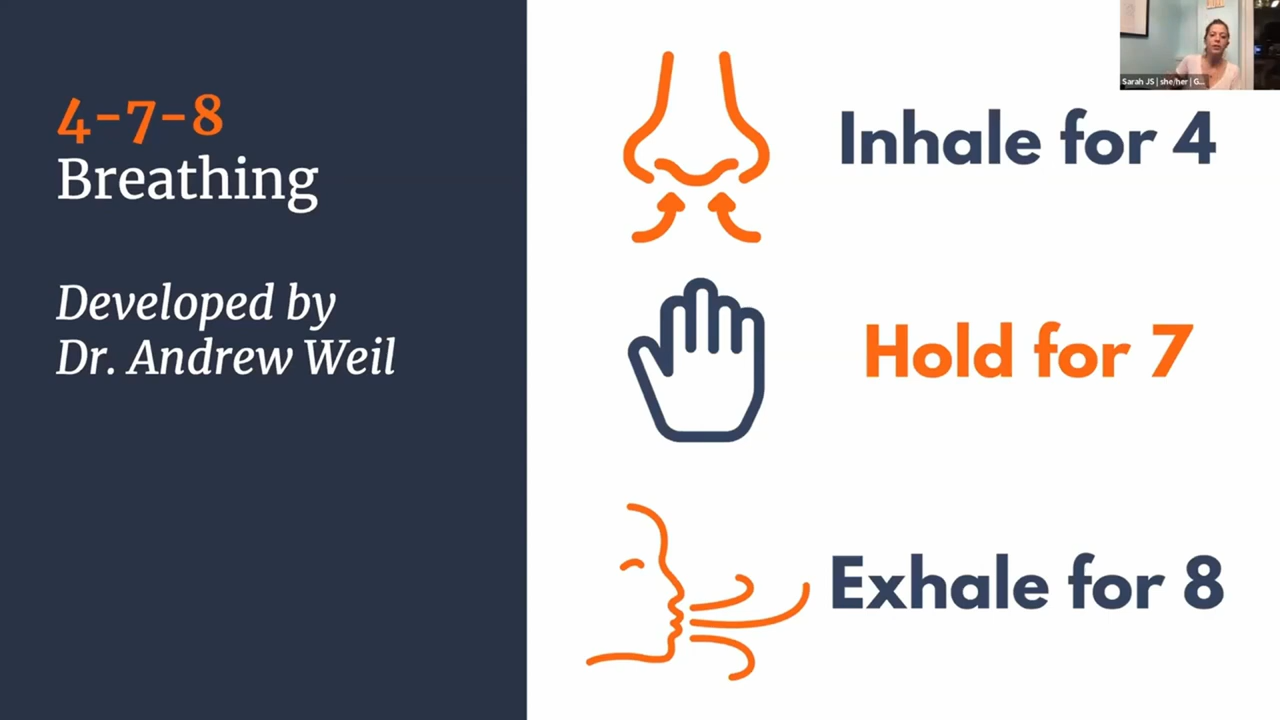 4-7-8
Breathing
Developed by
Dr. Andrew Weil
Inhale for 4
Hold for 7
Exhale for 8
Sarah JS | she/her | G...